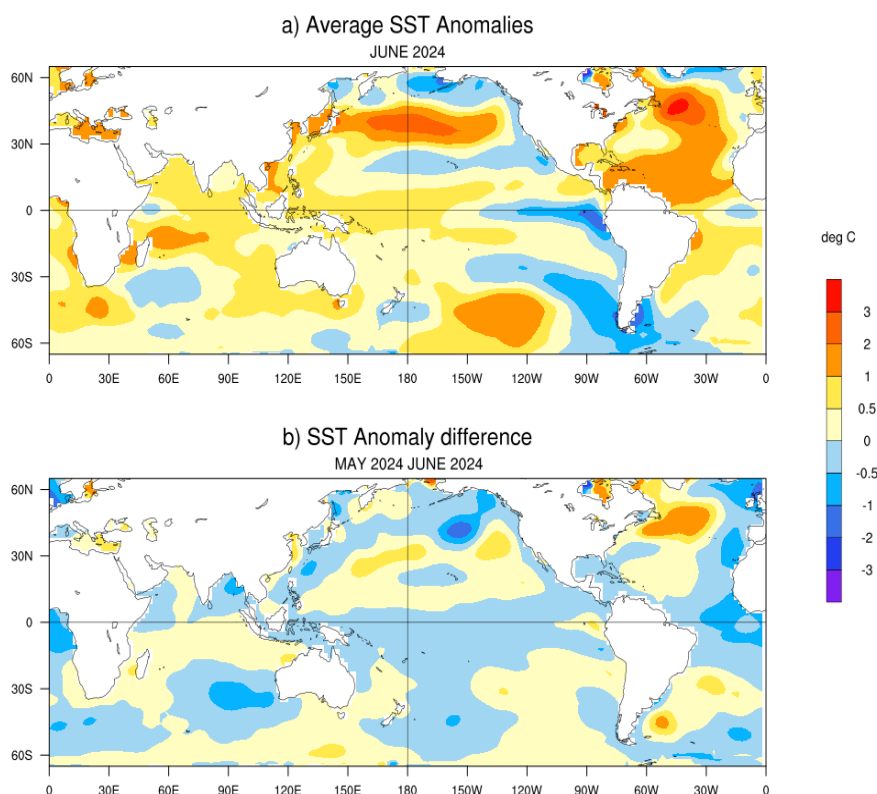 a) Average SST Anomalies
JUNE 2024
60N
30N
0
30S
60S
0 30E 60E 90E 120E 150E 180 150W 120W 90W 60W 30W 0
deg C
3
2
1
0.5
0
-0.5
-1
-2
-3
b) SST Anomaly difference
MAY 2024 JUNE 2024
60N
30N
0
30S
60S
0 30E 60E 90E 120E 150E 180 150W 120W 90W 60W 30W 0